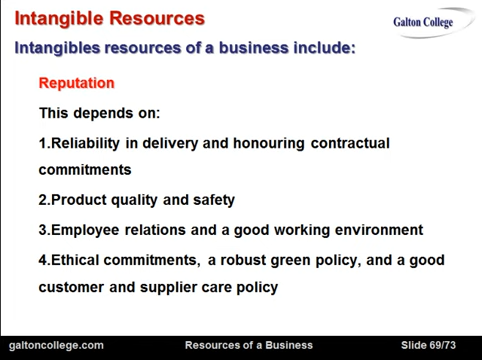 Intangible Resources
Galton College
Intangibles resources of a business include:
Reputation
This depends on:
1.Reliability in delivery and honouring contractual
commitments
2.Product quality and safety
3.Employee relations and a good working environment
4.Ethical commitments, a robust green policy, and a good
customer and supplier care policy
galtoncollege.com
Resources of a Business
Slide 69/73